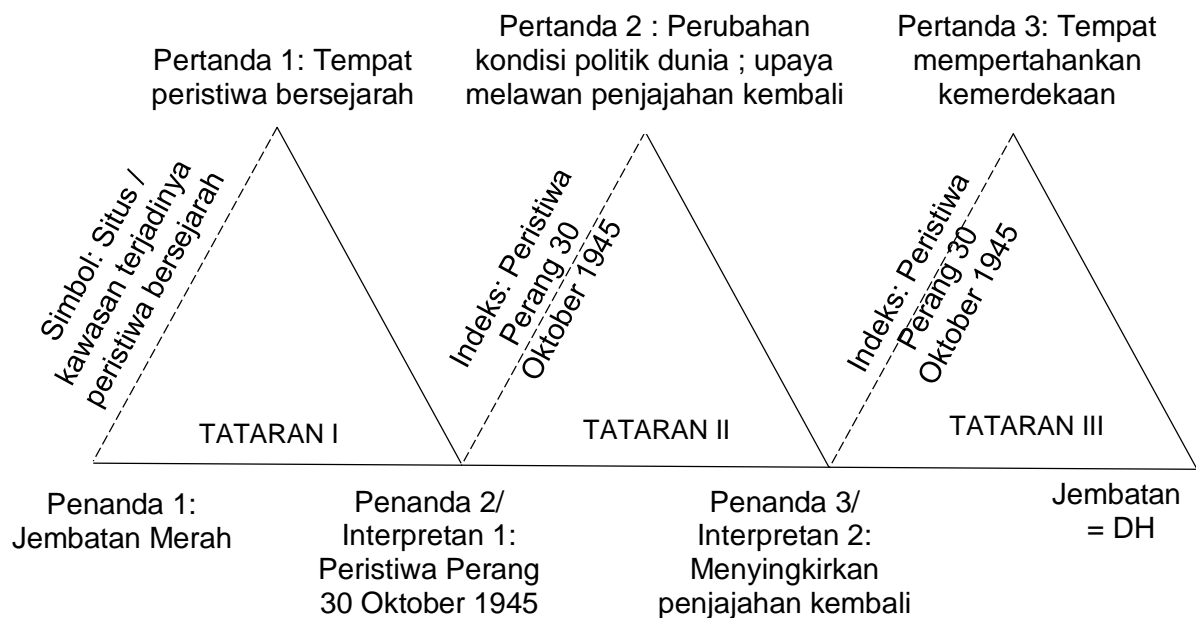 Pertanda 1: Tempat
peristiwa bersejarah
Pertanda 2 : Perubahan
kondisi politik dunia ; upaya
melawan penjajahan kembali
Pertanda 3: Tempat
mempertahankan
kemerdekaan
Simbol: Situs /
kawasan terjadinya
peristiwa bersejarah
Indeks: Peristiwa
Perang 30
Oktober 1945
Indeks: Peristiwa
Perang 30
Oktober 1945
TATARAN I
TATARAN II
TATARAN III
Penanda 1:
Jembatan Merah
Penanda 2/
Interpretan 1:
Peristiwa Perang
30 Oktober 1945
Penanda 3/
Interpretan 2:
Menyingkirkan
penjajahan kembali
Jembatan
= DH